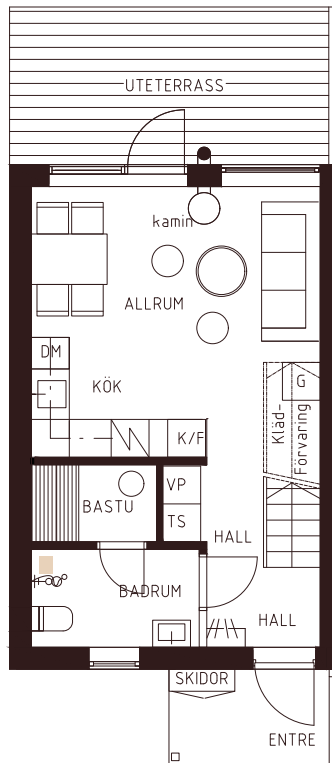 UTETERRASS
kamin
ALLRUM
DM
KÖK
G
Kläd-
Förvaring
K/F
VP
BASTU
TS
HALL
BADRUM
HALL
SKIDOR
ENTRE